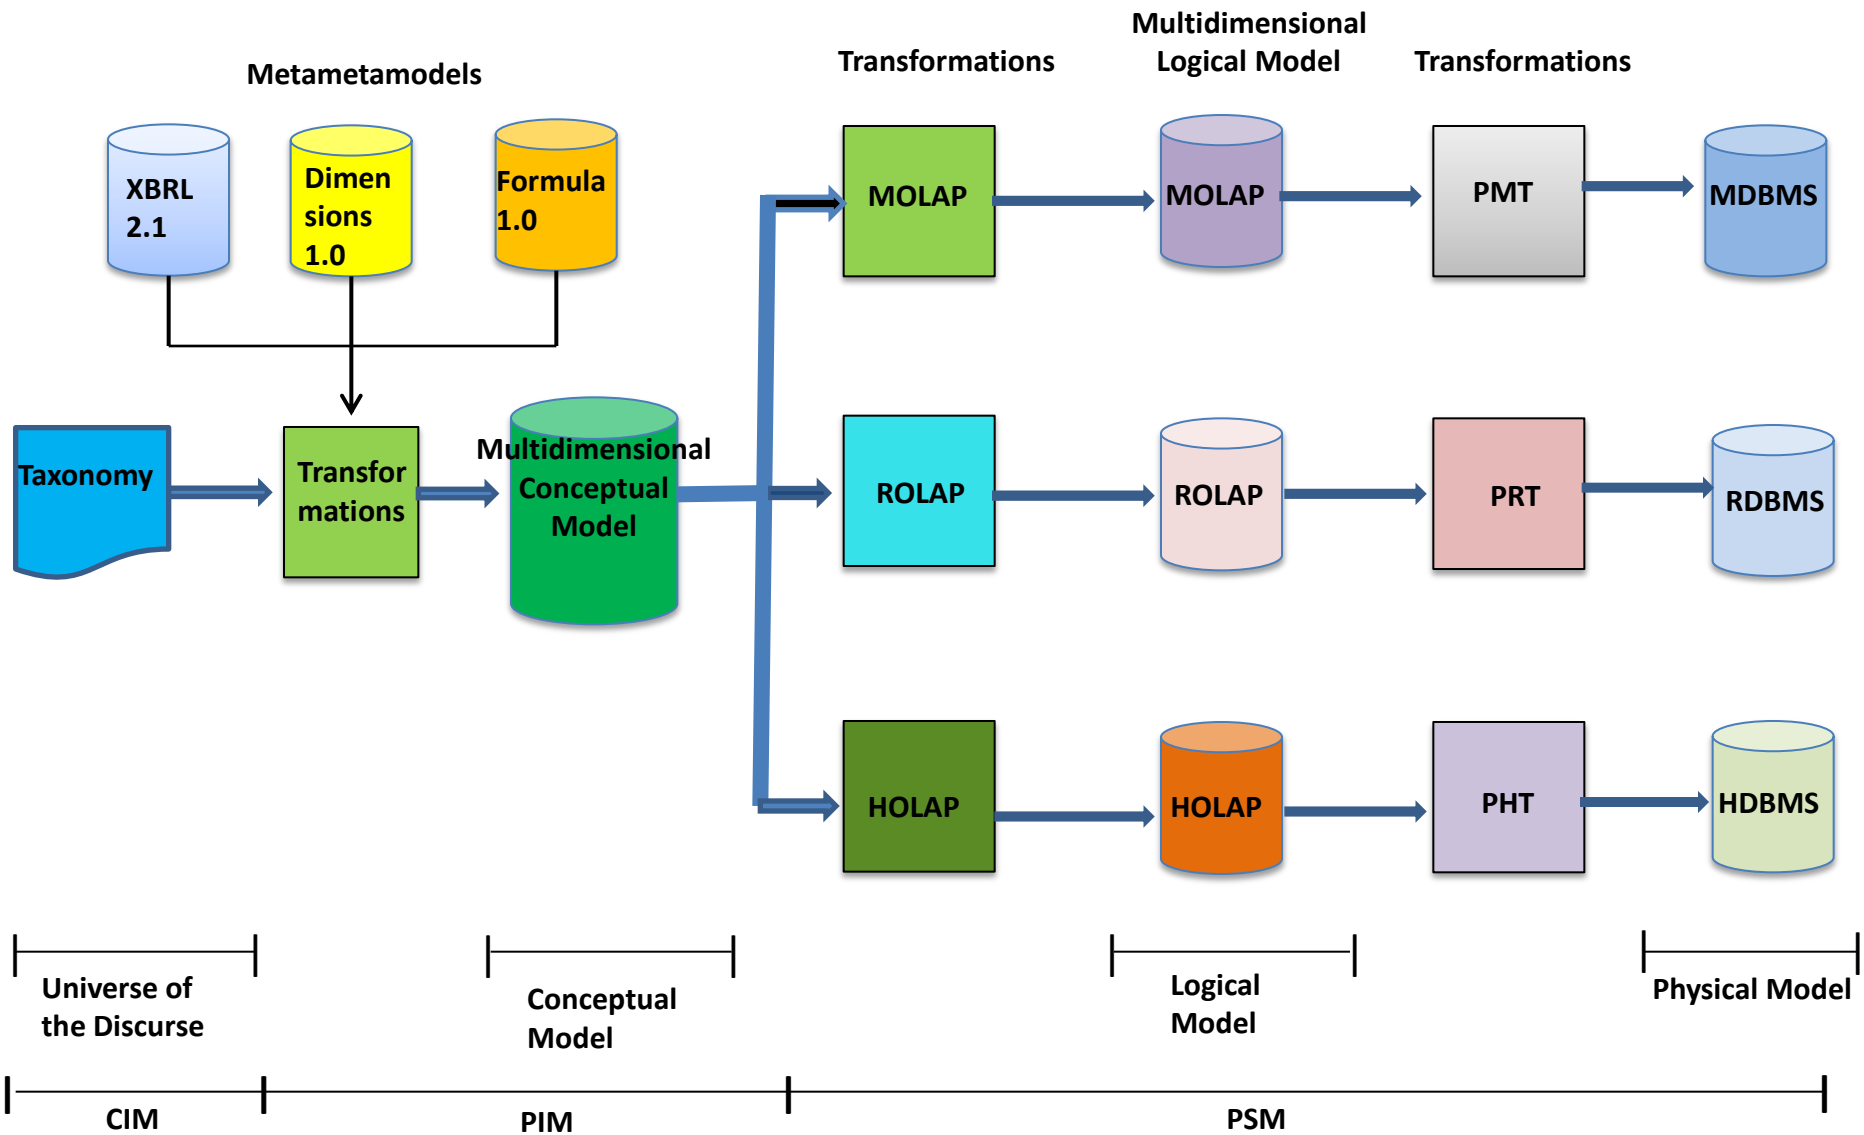 Metametamodels
Transformations
Multidimensional
Logical Model
Transformations
XBRL
2.1
Dimen
sions
1.0
Formula
1.0
MOLAP
MOLAP
PMT
MDBMS
Taxonomy
Transfor
mations
Multidimensional
Conceptual
Model
ROLAP
ROLAP
PRT
RDBMS
HOLAP
HOLAP
PHT
HDBMS
Universe of
the Discurse
Conceptual
Model
Logical
Model
Physical Model
CIM
PIM
PSM